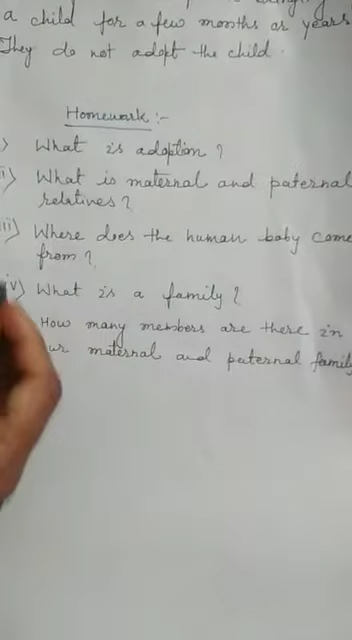 a child for a few months or years
They do not adopt the child.
Homework :-
What is adoption ?
ii) What is maternal and paternal
relatives ?
iii) Where does the human baby come
from ?
iv) What is a family ?
How many members are there in
ur maternal and paternal family